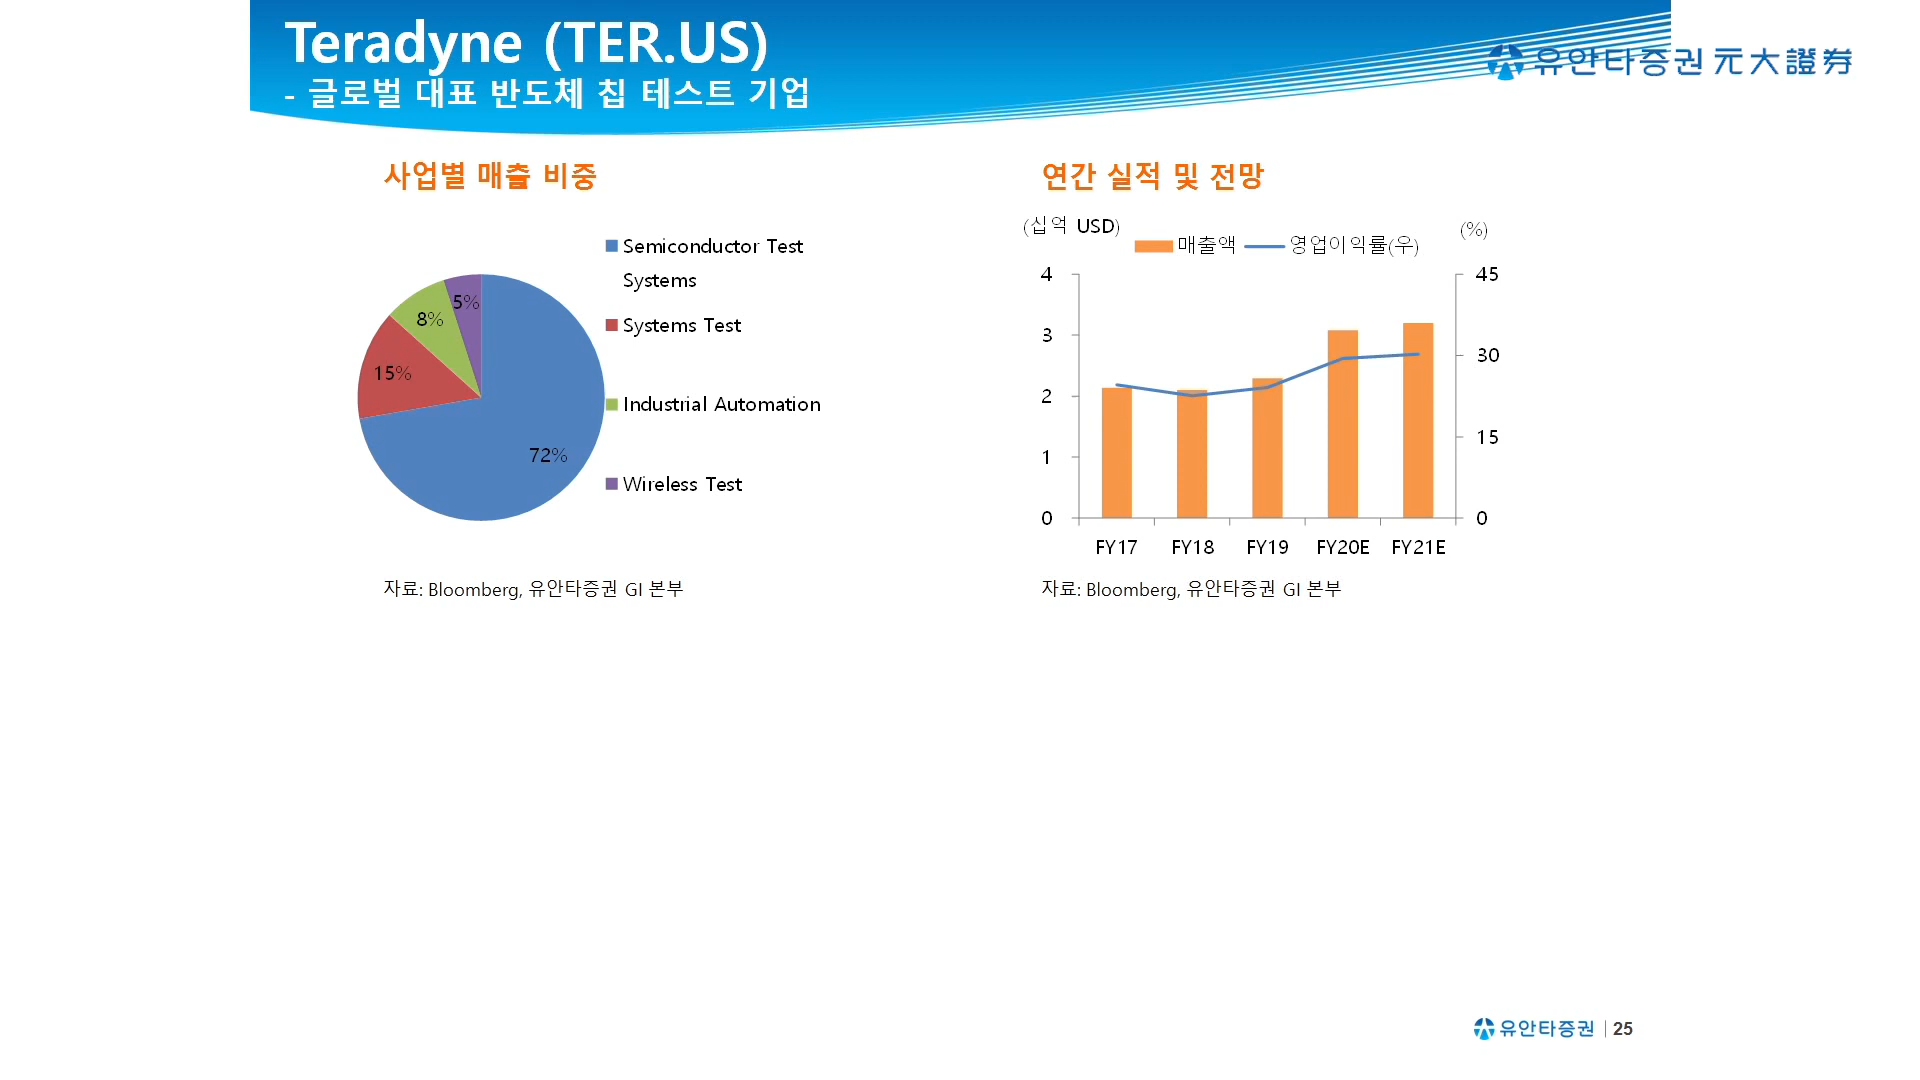 Teradyne (TER.US)
- 글로벌 대표 반도체 칩 테스트 기업
유안타증권 元大證券
사업별 매출 비중
Semiconductor Test
Systems
Systems Test
Industrial Automation
Wireless Test
5%
8%
15%
72%
자료: Bloomberg, 유안타증권 GI 본부
연간 실적 및 전망
(십억 USD)
(%)
매출액 영업이익률(우)
4 45
3 30
2 15
1
0 0
FY17 FY18 FY19 FY20E FY21E
자료: Bloomberg, 유안타증권 GI 본부
유안타증권 | 25